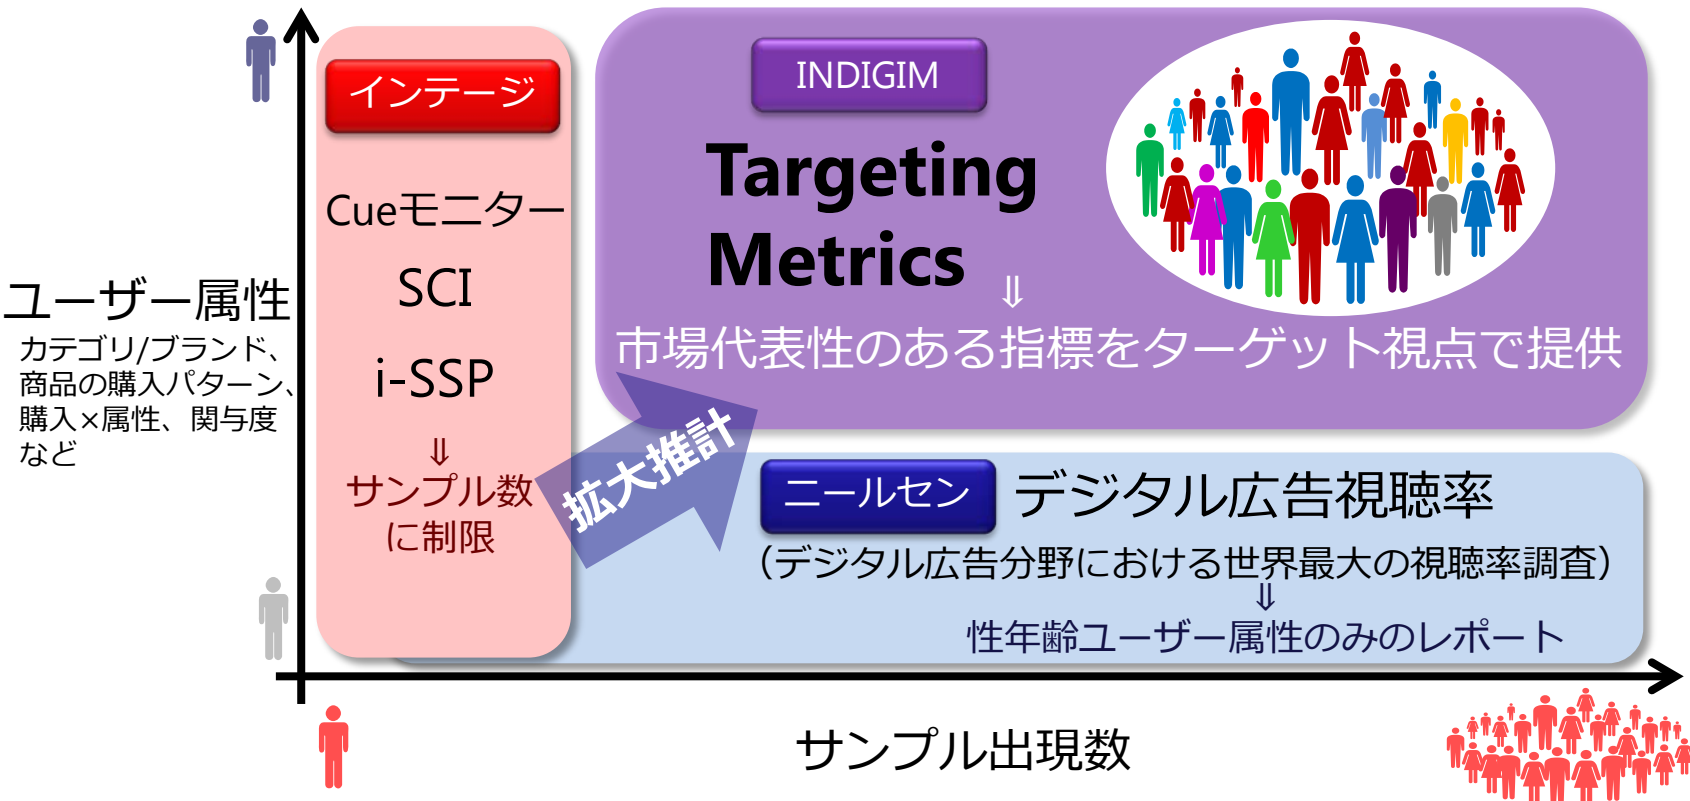 ユーザー属性
カテゴリ/ブランド、
商品の購入パターン、
購入×属性、関与度
など
インテージ
Cueモニター
SCI
i-SSP
⇓
サンプル数
に制限
拡大推計
INDIGIM
Targeting
Metrics
⇓
市場代表性のある指標をターゲット視点で提供
ニールセン
デジタル広告視聴率
（デジタル広告分野における世界最大の視聴率調査）
⇓
性年齢ユーザー属性のみのレポート
サンプル出現数